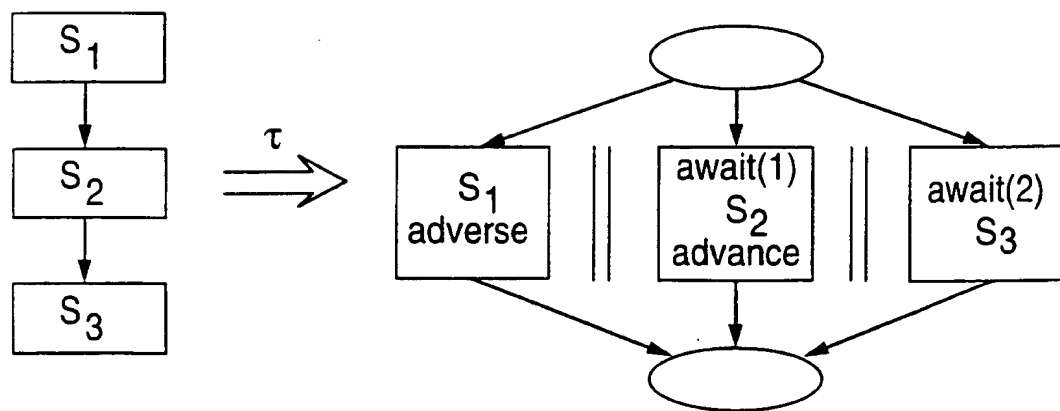 S1
S2
S3
τ
S1
adverse
await(1)
S2
advance
await(2)
S3